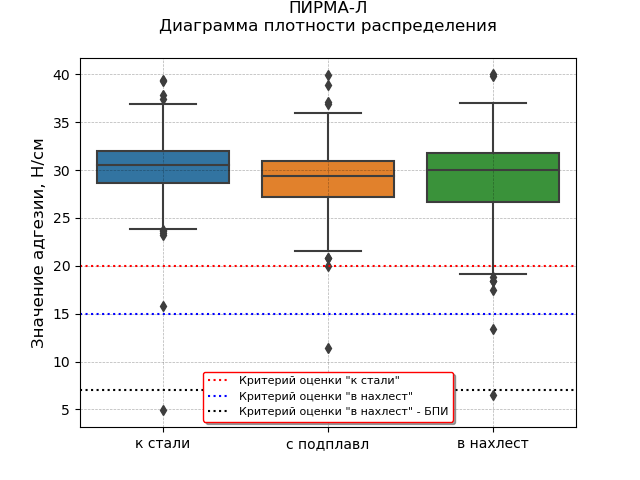 ПИРМА-Л
Диаграмма плотности распределения
Значение адгезии, Н/см
40
35
30
25
20
15
10
5
Критерий оценки "к стали"
Критерий оценки "в нахлест"
Критерий оценки "в нахлест" - БПИ
к стали
с подплавл
в нахлест